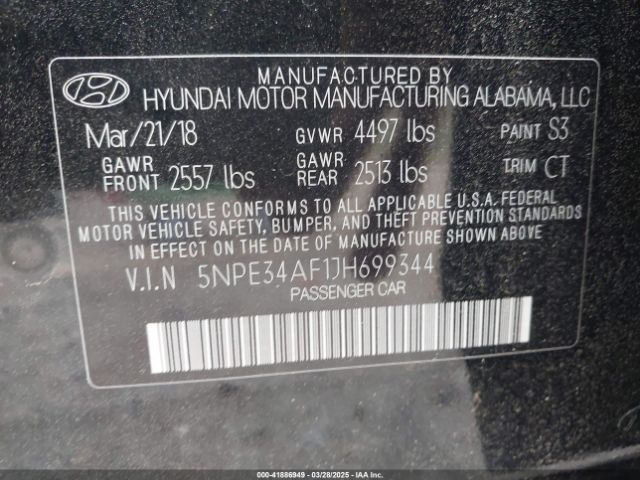 MANUFACTURED BY
HYUNDAI MOTOR MANUFACTURING ALABAMA, LLC
Mar/21/18 GVWR 4497 lbs PAINT S3
GAWR FRONT 2557 lbs GAWR REAR 2513 lbs TRIM CT
THIS VEHICLE CONFORMS TO ALL APPLICABLE U.S.A. FEDERAL
MOTOR VEHICLE SAFETY, BUMPER, AND THEFT PREVENTION STANDARDS
IN EFFECT ON THE DATE OF MANUFACTURE SHOWN ABOVE.
V.I.N 5NPE34AF1JH699344
PASSENGER CAR
000-41886949 03/28/2025 IAA Holdings, LLC.